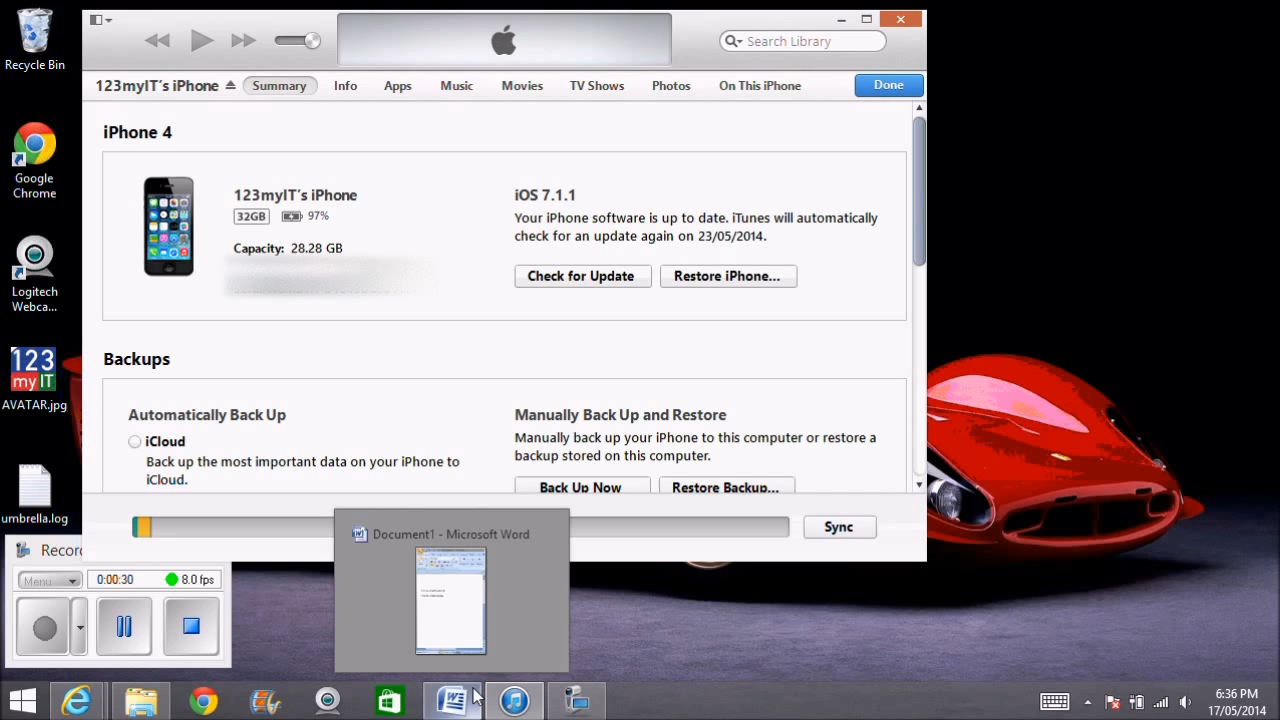 Recycle Bin
Google
Chrome
Logitech
Webca...
123
my IT
AVATAR.jpg
umbrella.log
Search Library
123myIT's iPhone
Summary
Info
Apps
Music
Movies
TV Shows
Photos
On This iPhone
Done
iPhone 4
123myIT's iPhone
32GB
97%
Capacity: 28.28 GB
iOS 7.1.1
Your iPhone software is up to date. iTunes will automatically
check for an update again on 23/05/2014.
Check for Update
Restore iPhone...
Backups
Automatically Back Up
iCloud
Back up the most important data on your iPhone to
iCloud.
Manually Back Up and Restore
Manually back up your iPhone to this computer or restore a
backup stored on this computer.
Back Up Now
Restore Backup...
Sync
Document1 - Microsoft Word
Recor
Menu
0:00:30
8.0 fps
6:36 PM
17/05/2014